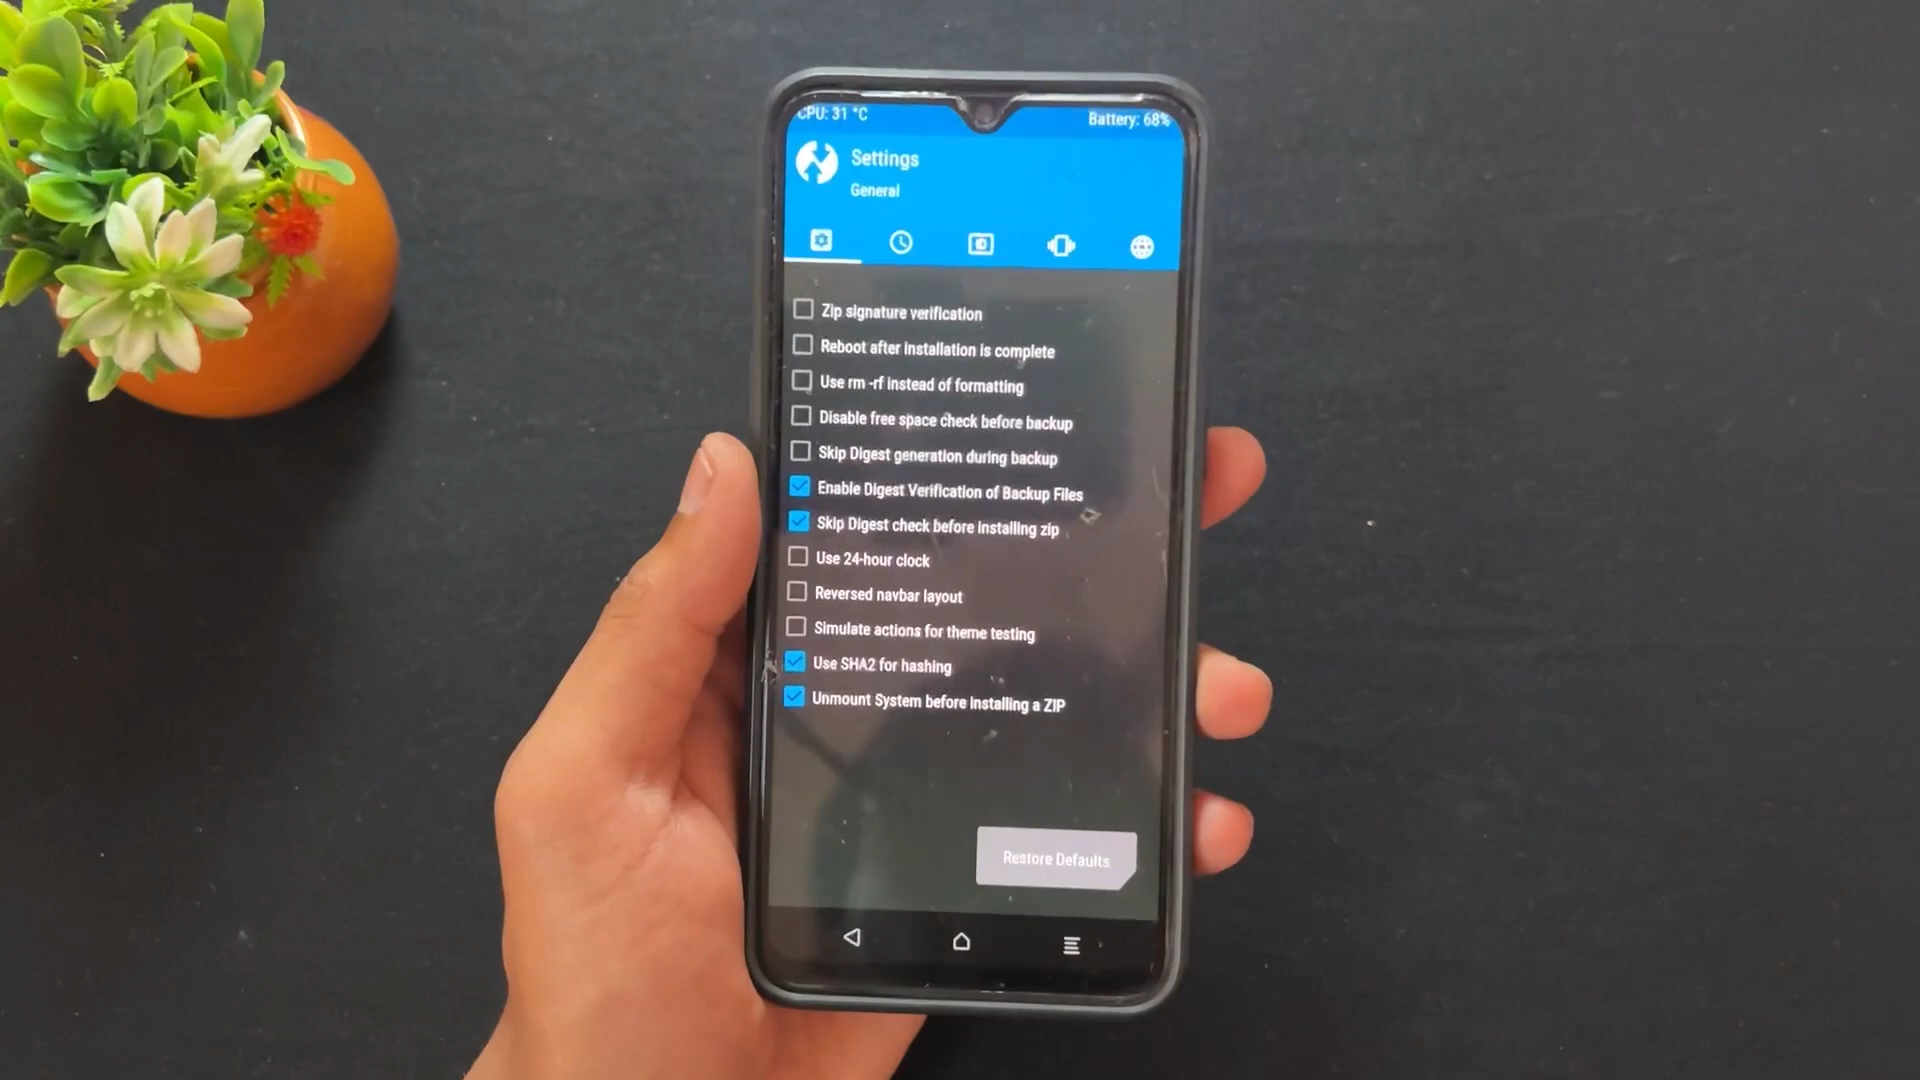 CPU: 31 °C
Battery: 68%
Settings
General
Zip signature verification
Reboot after installation is complete
Use rm -rf instead of formatting
Disable free space check before backup
Skip Digest generation during backup
Enable Digest Verification of Backup Files
Skip Digest check before installing zip
Use 24-hour clock
Reversed navbar layout
Simulate actions for theme testing
Use SHA2 for hashing
Unmount System before installing a ZIP
Restore Defaults